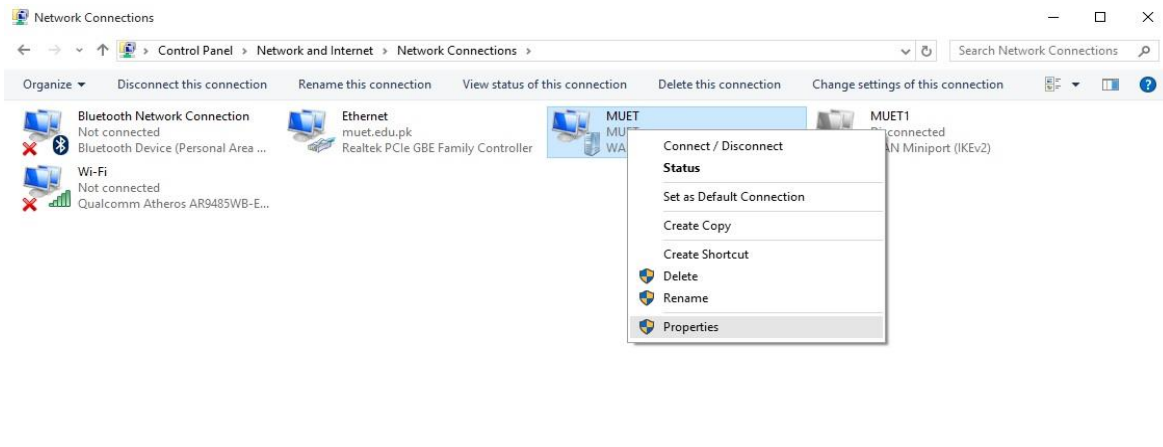 Network Connections
Control Panel > Network and Internet > Network Connections >
Search Network Connections
Organize
Disconnect this connection
Rename this connection
View status of this connection
Delete this connection
Change settings of this connection
Bluetooth Network Connection
Not connected
Bluetooth Device (Personal Area ...
Ethernet
muet.edu.pk
Realtek PCIe GBE Family Controller
MUET
MUET1
Wi-Fi
Not connected
Qualcomm Atheros AR9485WB-E...
Connect / Disconnect
Status
Set as Default Connection
Create Copy
Create Shortcut
Delete
Rename
Properties